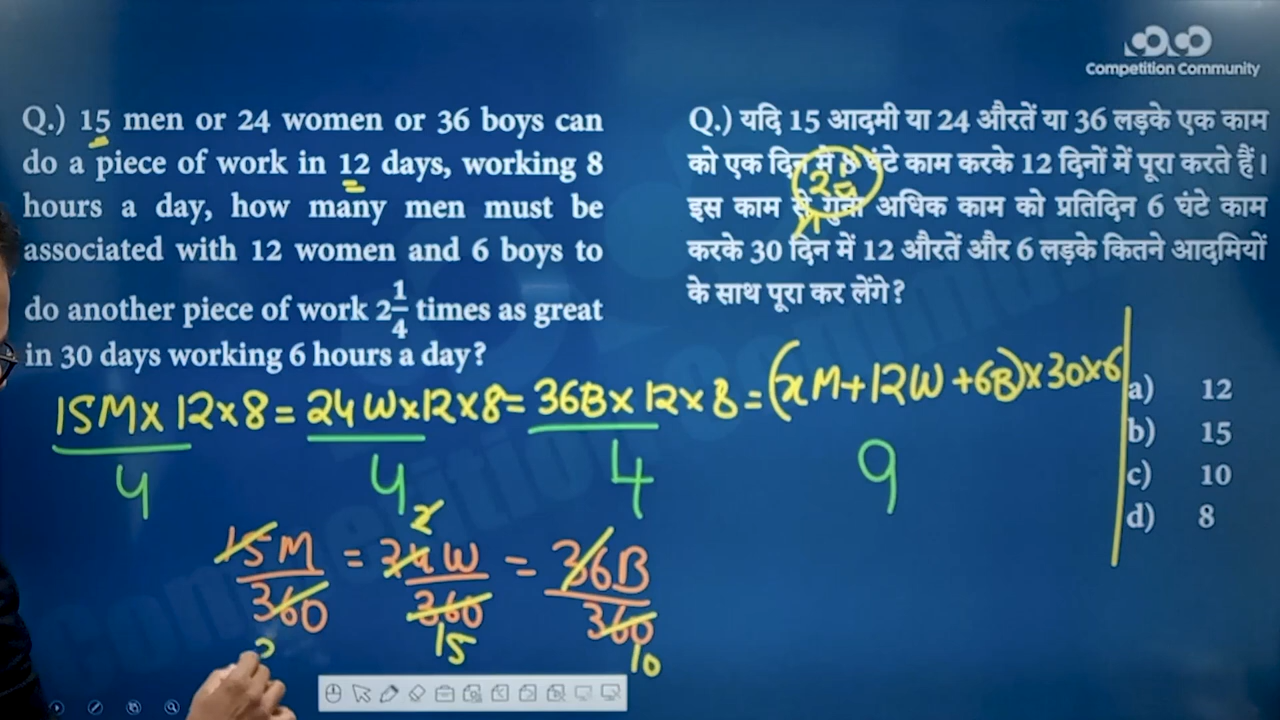 Competition Community
Q.) 15 men or 24 women or 36 boys can
do a piece of work in 12 days, working 8
hours a day, how many men must be
associated with 12 women and 6 boys to
do another piece of work 2 1/4 times as great
in 30 days working 6 hours a day?
Q.) यदि 15 आदमी या 24 औरतें या 36 लड़के एक काम
को एक दिन में 8 घंटे काम करके 12 दिनों में पूरा करते हैं।
इस काम से गुना अधिक काम को प्रतिदिन 6 घंटे काम
करके 30 दिन में 12 औरतें और 6 लड़के कितने आदमियों
के साथ पूरा कर लेंगे?
15M×12×8 = 24W×12×8 = 36B×12×8 = (xM+12W+6B)×30×6
4 4 4 9
15M/360 = 24W/360 = 36B/360
15 10
a) 12
b) 15
c) 10
d) 8